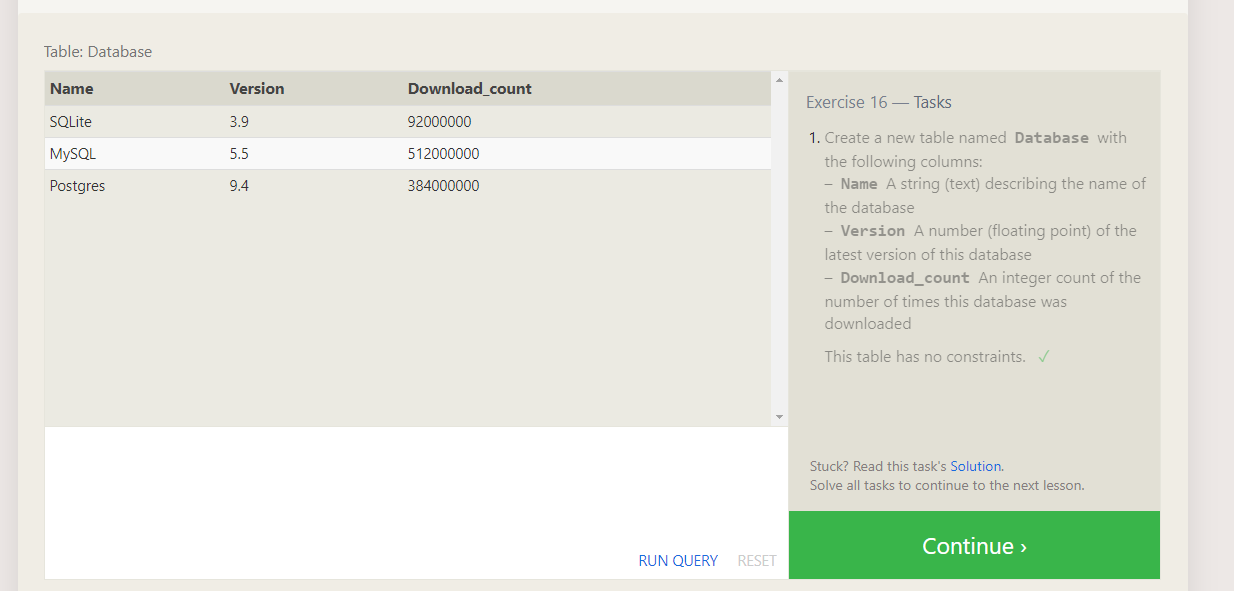 Table: Database
Name Version Download_count
SQLite 3.9 92000000
MySQL 5.5 512000000
Postgres 9.4 384000000
RUN QUERY RESET
Exercise 16 — Tasks
1. Create a new table named Database with
the following columns:
– Name A string (text) describing the name of
the database
– Version A number (floating point) of the
latest version of this database
– Download_count An integer count of the
number of times this database was
downloaded
This table has no constraints. ✓
Stuck? Read this task's Solution.
Solve all tasks to continue to the next lesson.
Continue ›